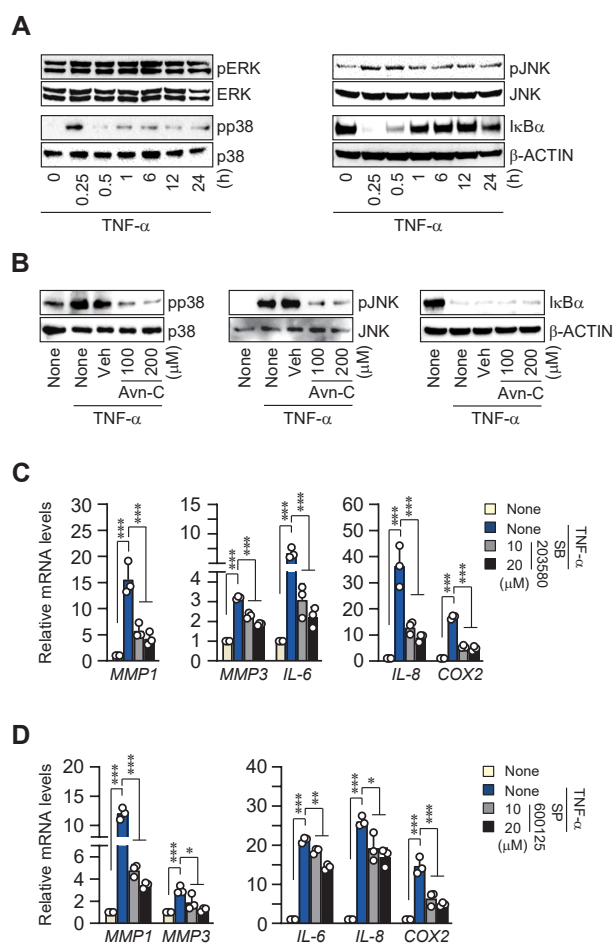 A
pERK
ERK
pp38
p38
0 0.25 0.5 1 6 12 24 (h)
TNF-α
pJNK
JNK
IκBα
β-ACTIN
0 0.25 0.5 1 6 12 24 (h)
TNF-α
B
pp38
p38
None None Veh 100 200 (μM)
Avn-C
TNF-α
pJNK
JNK
None None Veh 100 200 (μM)
Avn-C
TNF-α
IκBα
β-ACTIN
None None Veh 100 200 (μM)
Avn-C
TNF-α
C
Relative mRNA levels
30
25
20
15
10
5
0
*** ***
MMP1
15
10
5
4
3
2
1
0
*** *** *** ***
MMP3 IL-6
60
50
40
30
20
10
0
*** *** *** ***
IL-8 COX2
None
None
10
20
(μM)
SB
203580
TNF-α
D
Relative mRNA levels
20
16
12
8
6
4
2
0
*** *** *** *
MMP1 MMP3
40
30
20
10
0
*** ** *** * *** ***
IL-6 IL-8 COX2
None
None
10
20
(μM)
SP
600125
TNF-α